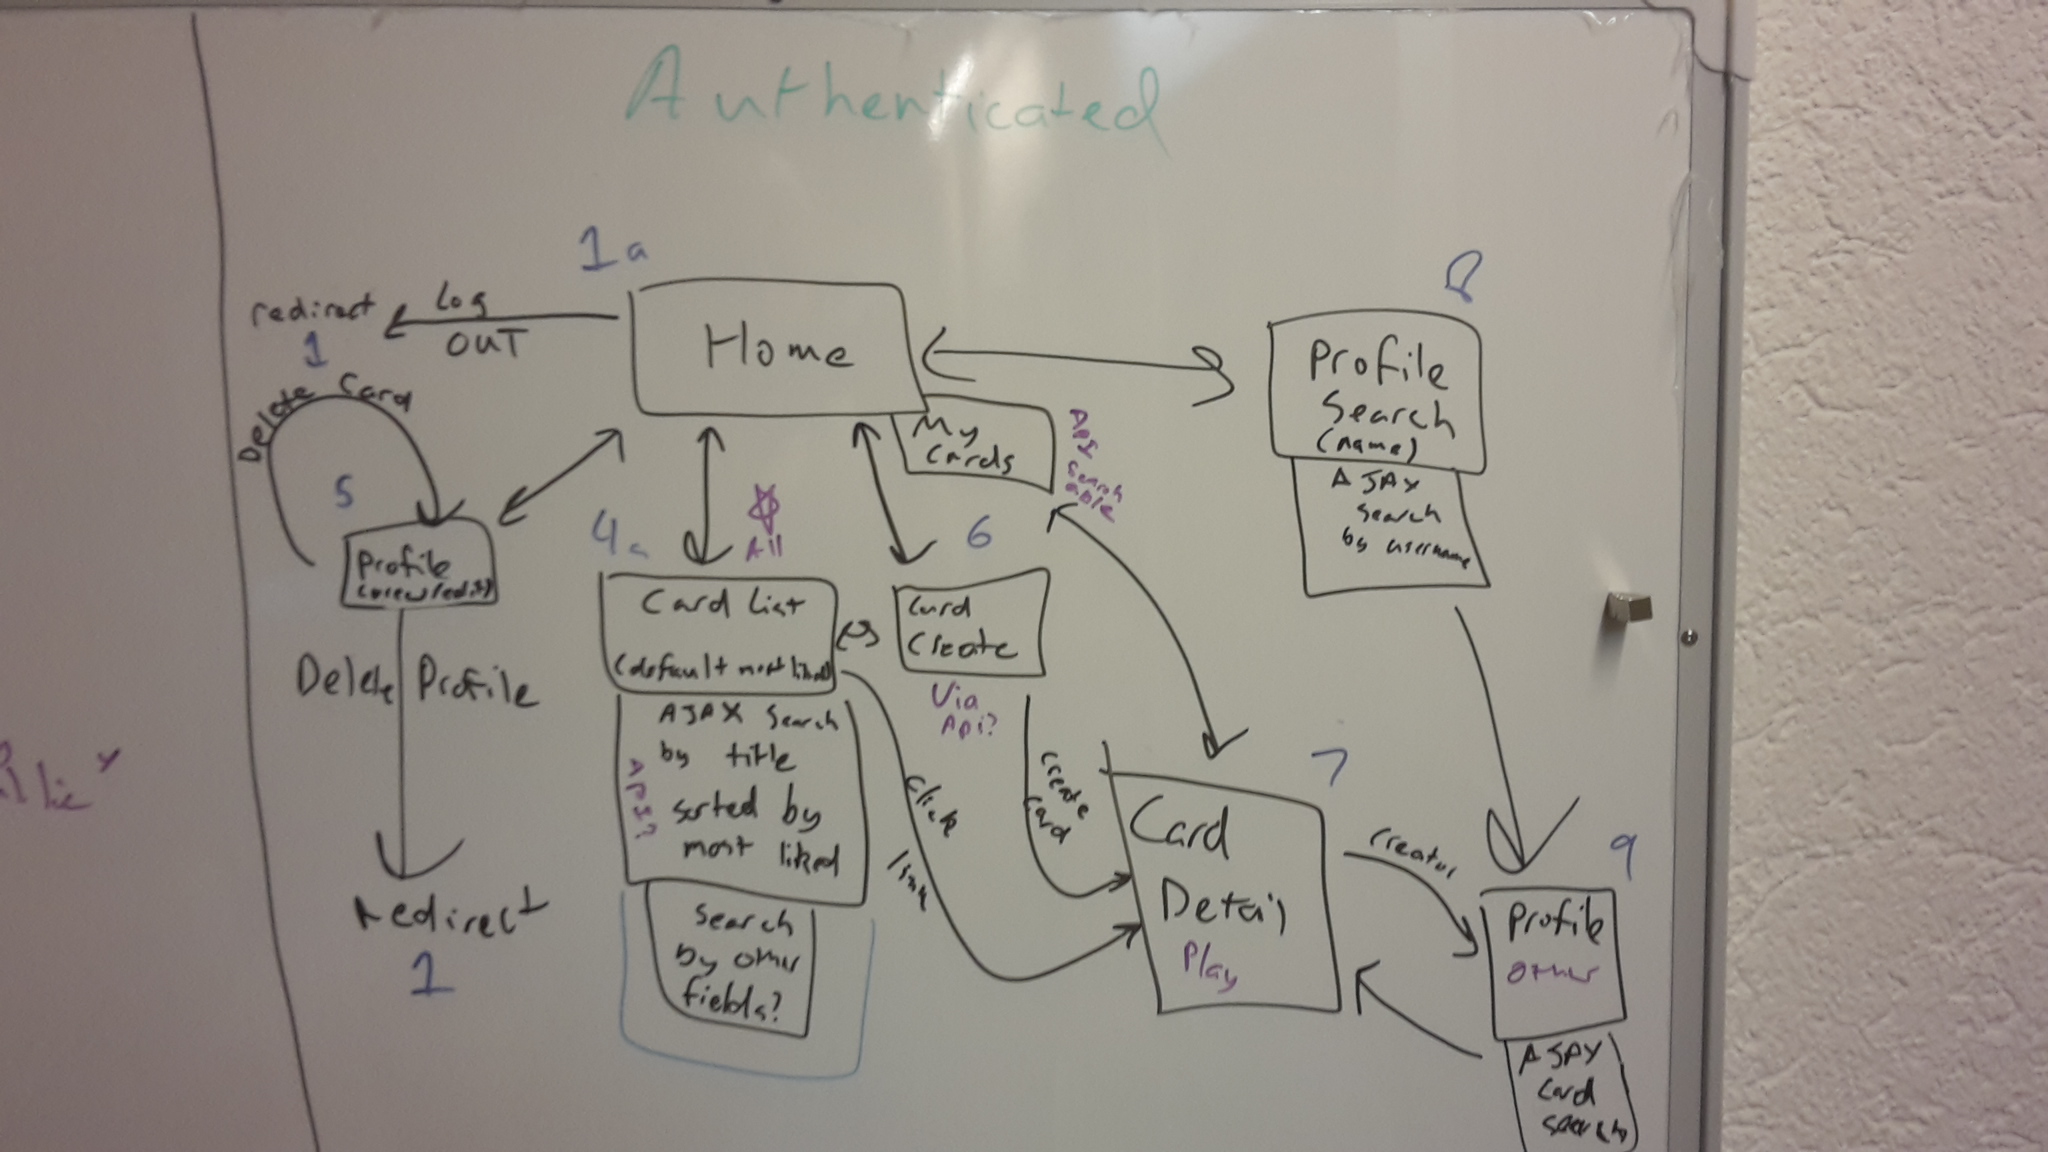 Authenticated
1a
Home
Log
OUT
redirect
1
Delete Card
5
Profile
(view/edit)
Delete Profile
redirect
1
My
Cards
API
search
able
8
Profile
Search
(name)
AJAX
search
by username
4a
All
Card List
(default most liked)
AJAX Search
by title
sorted by
most liked
API?
Search
by other
fields?
6
Card
Create
Via
Api?
click
link
create
card
7
Card
Detail
Play
creator
9
Profile
other
AJAX
Card
search